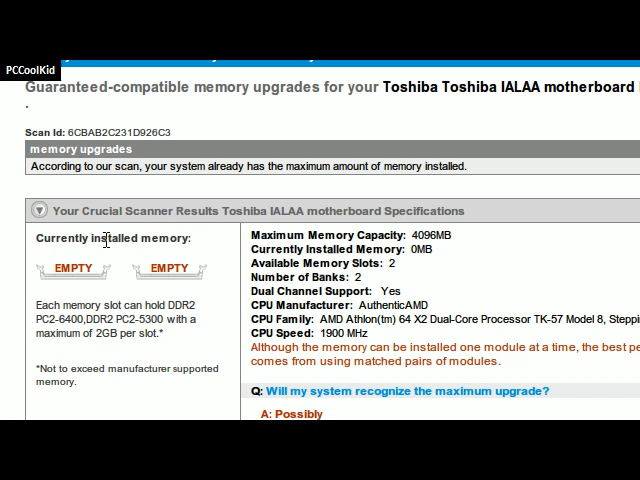 PCCoolKid
Guaranteed-compatible memory upgrades for your Toshiba Toshiba IALAA motherboard
.
Scan Id: 6CBAB2C231D926C3
memory upgrades
According to our scan, your system already has the maximum amount of memory installed.
Your Crucial Scanner Results Toshiba IALAA motherboard Specifications
Currently installed memory:
EMPTY EMPTY
Each memory slot can hold DDR2
PC2-6400,DDR2 PC2-5300 with a
maximum of 2GB per slot.*
*Not to exceed manufacturer supported
memory.
Maximum Memory Capacity: 4096MB
Currently Installed Memory: 0MB
Available Memory Slots: 2
Number of Banks: 2
Dual Channel Support: Yes
CPU Manufacturer: AuthenticAMD
CPU Family: AMD Athlon(tm) 64 X2 Dual-Core Processor TK-57 Model 8, Steppi
CPU Speed: 1900 MHz
Although the memory can be installed one module at a time, the best pe
comes from using matched pairs of modules.
Q: Will my system recognize the maximum upgrade?
A: Possibly